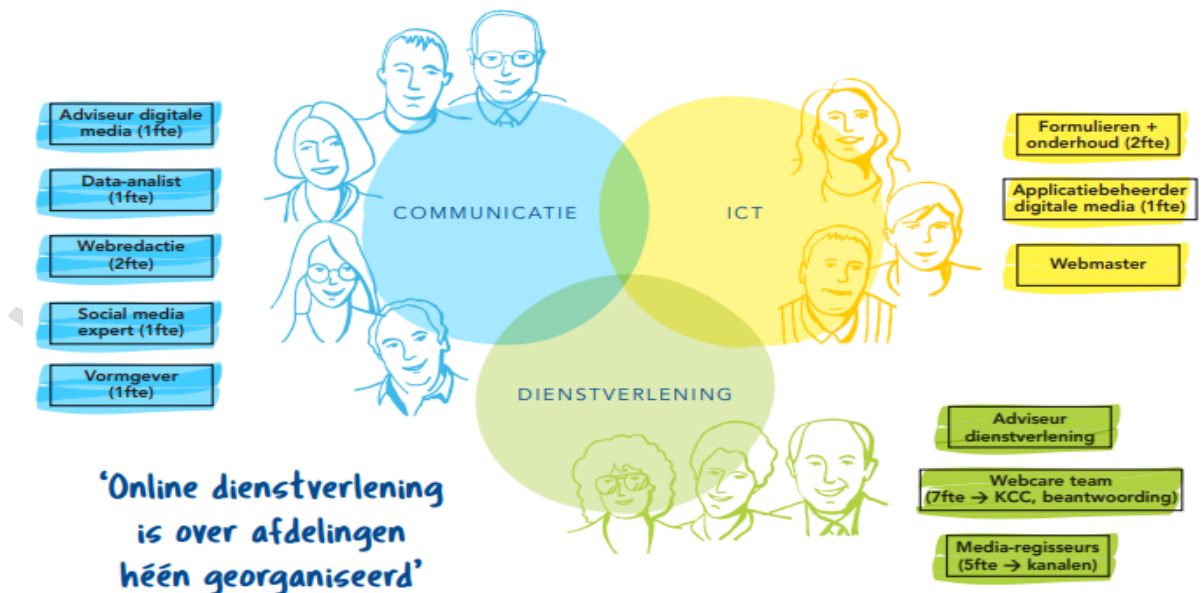 Adviseur digitale
media (1fte)
Data-analist
(1fte)
Webredactie
(2fte)
Social media
expert (1fte)
Vormgever
(1fte)
COMMUNICATIE
ICT
DIENSTVERLENING
Formulieren +
onderhoud (2fte)
Applicatiebeheerder
digitale media (1fte)
Webmaster
Adviseur
dienstverlening
Webcare team
(7fte → KCC, beantwoording)
Media-regisseurs
(5fte → kanalen)
‘Online dienstverlening
is over afdelingen
héén georganiseerd’